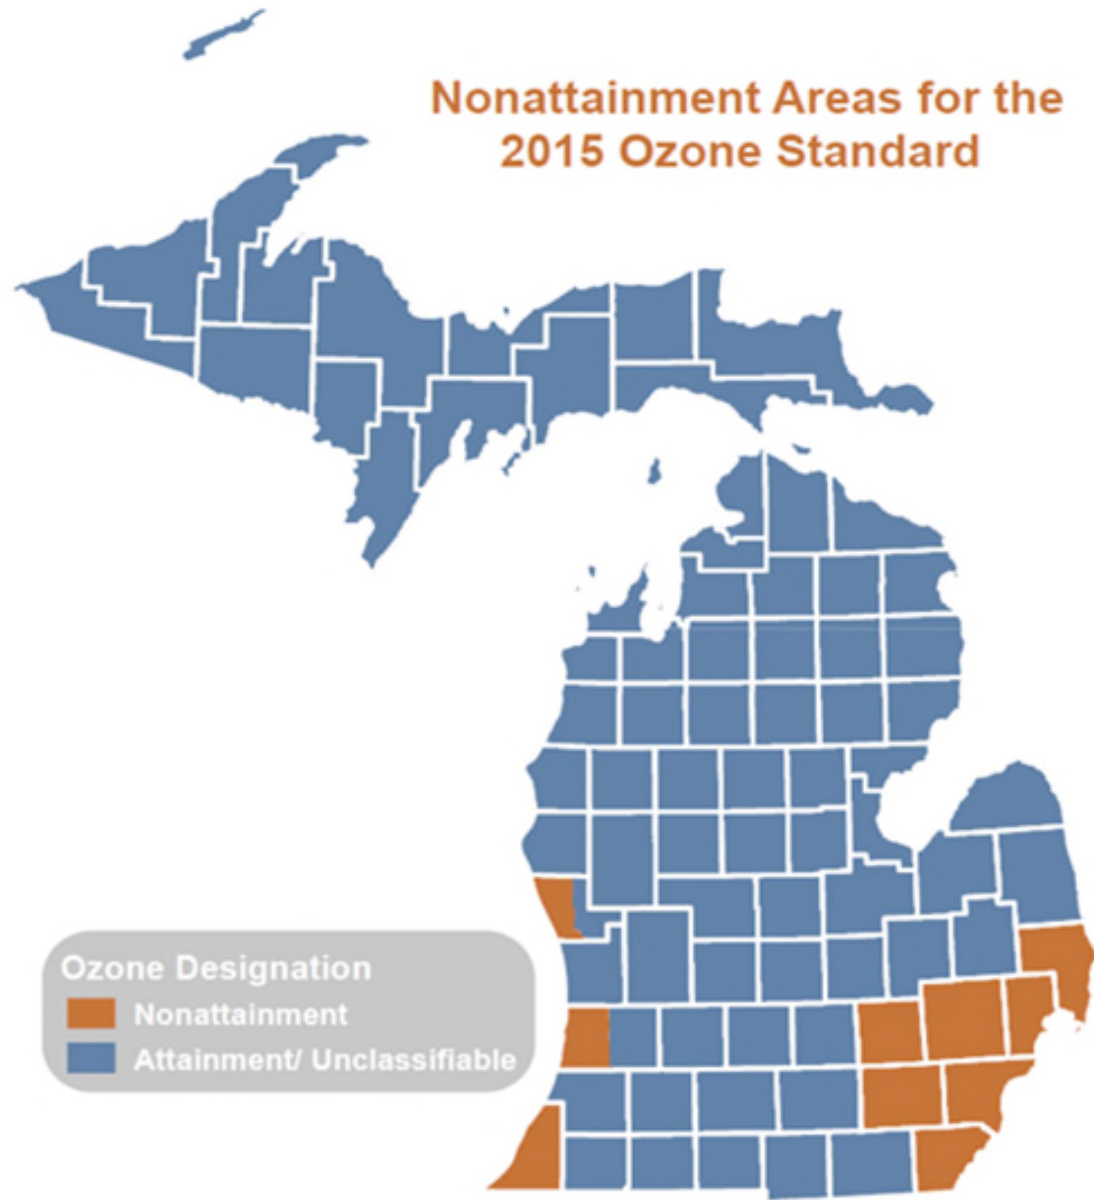 Nonattainment Areas for the
2015 Ozone Standard
Ozone Designation
Nonattainment
Attainment/ Unclassifiable